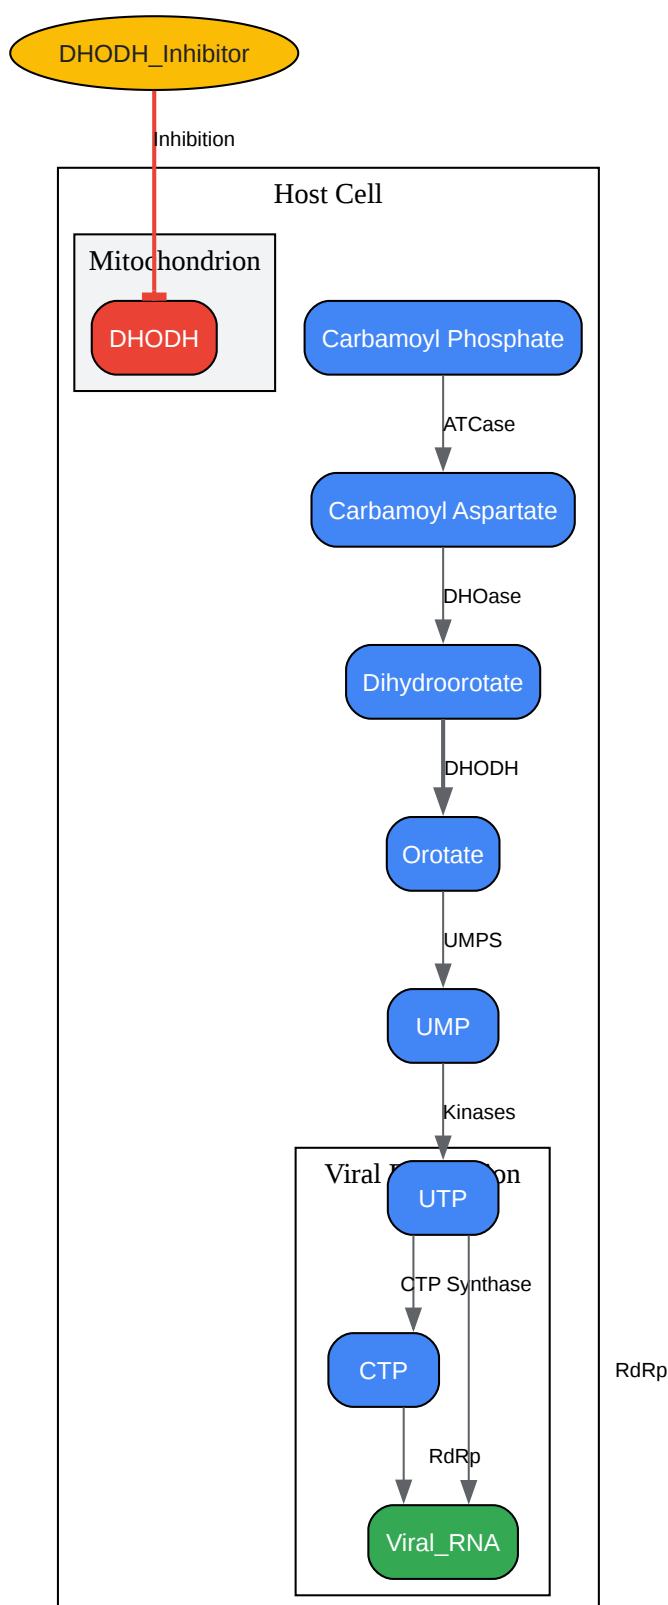 DHODH_Inhibitor
Inhibition
Host Cell
Mitochondrion
DHODH
Carbamoyl Phosphate
ATCase
Carbamoyl Aspartate
DHOase
Dihydroorotate
DHODH
Orotate
UMPS
UMP
Kinases
Viral
UTP
CTP Synthase
CTP
RdRp
RdRp
Viral_RNA